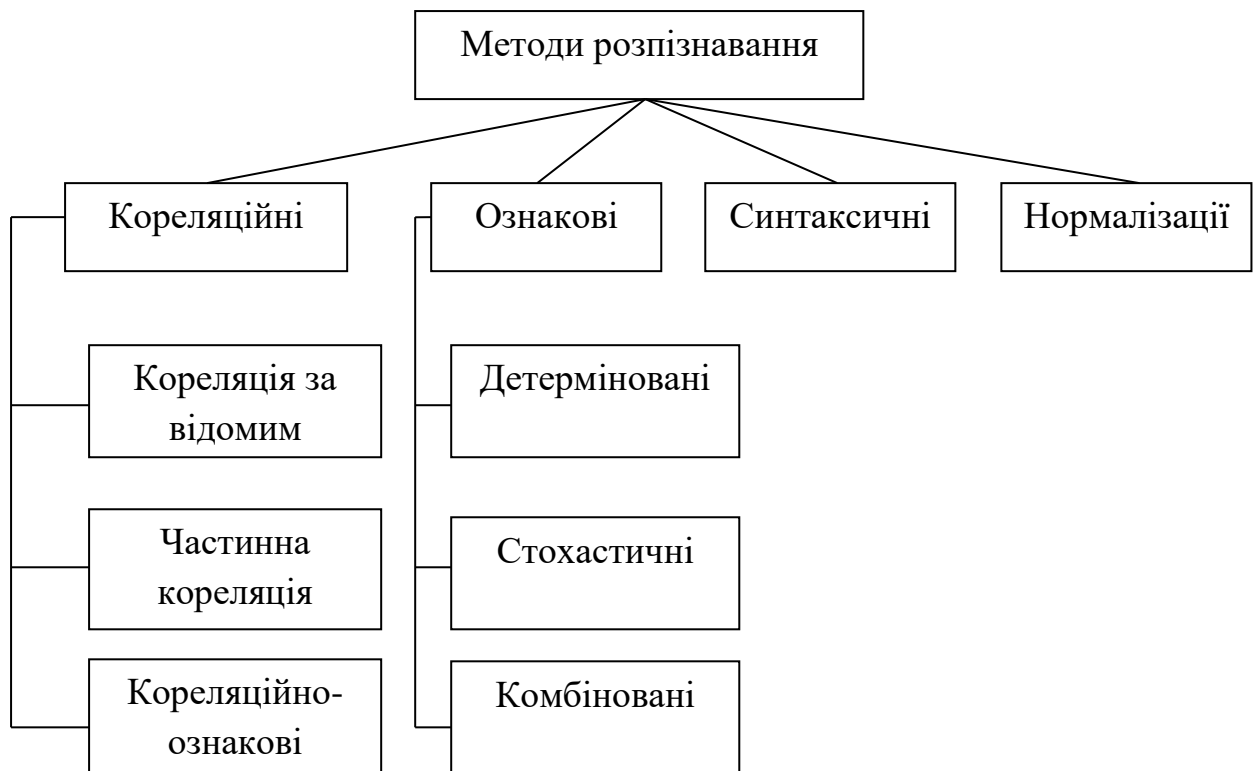 Методи розпізнавання
Кореляційні
Ознакові
Синтаксичні
Нормалізації
Кореляція за
відомим
Частинна
кореляція
Кореляційно-
ознакові
Детерміновані
Стохастичні
Комбіновані